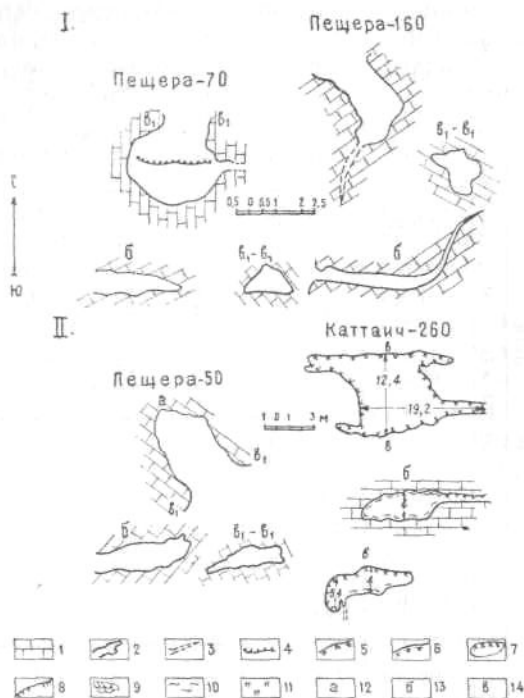 I.
Пещера-160
Пещера-70
в₁ в₁
в₁-в₁
С
Ю
0,5 0 0,5 1 2 2,5
б
в₁-в₁
б
II.
Каттаич-260
в
Пещера-50
а
12,4
19,2
1 0 1 3 м
в
в₁
в₁
б
б
в₁-в₁
в
4
1 2 3 4 5 6 7
8 9 10 11 а 12 б 13 в 14